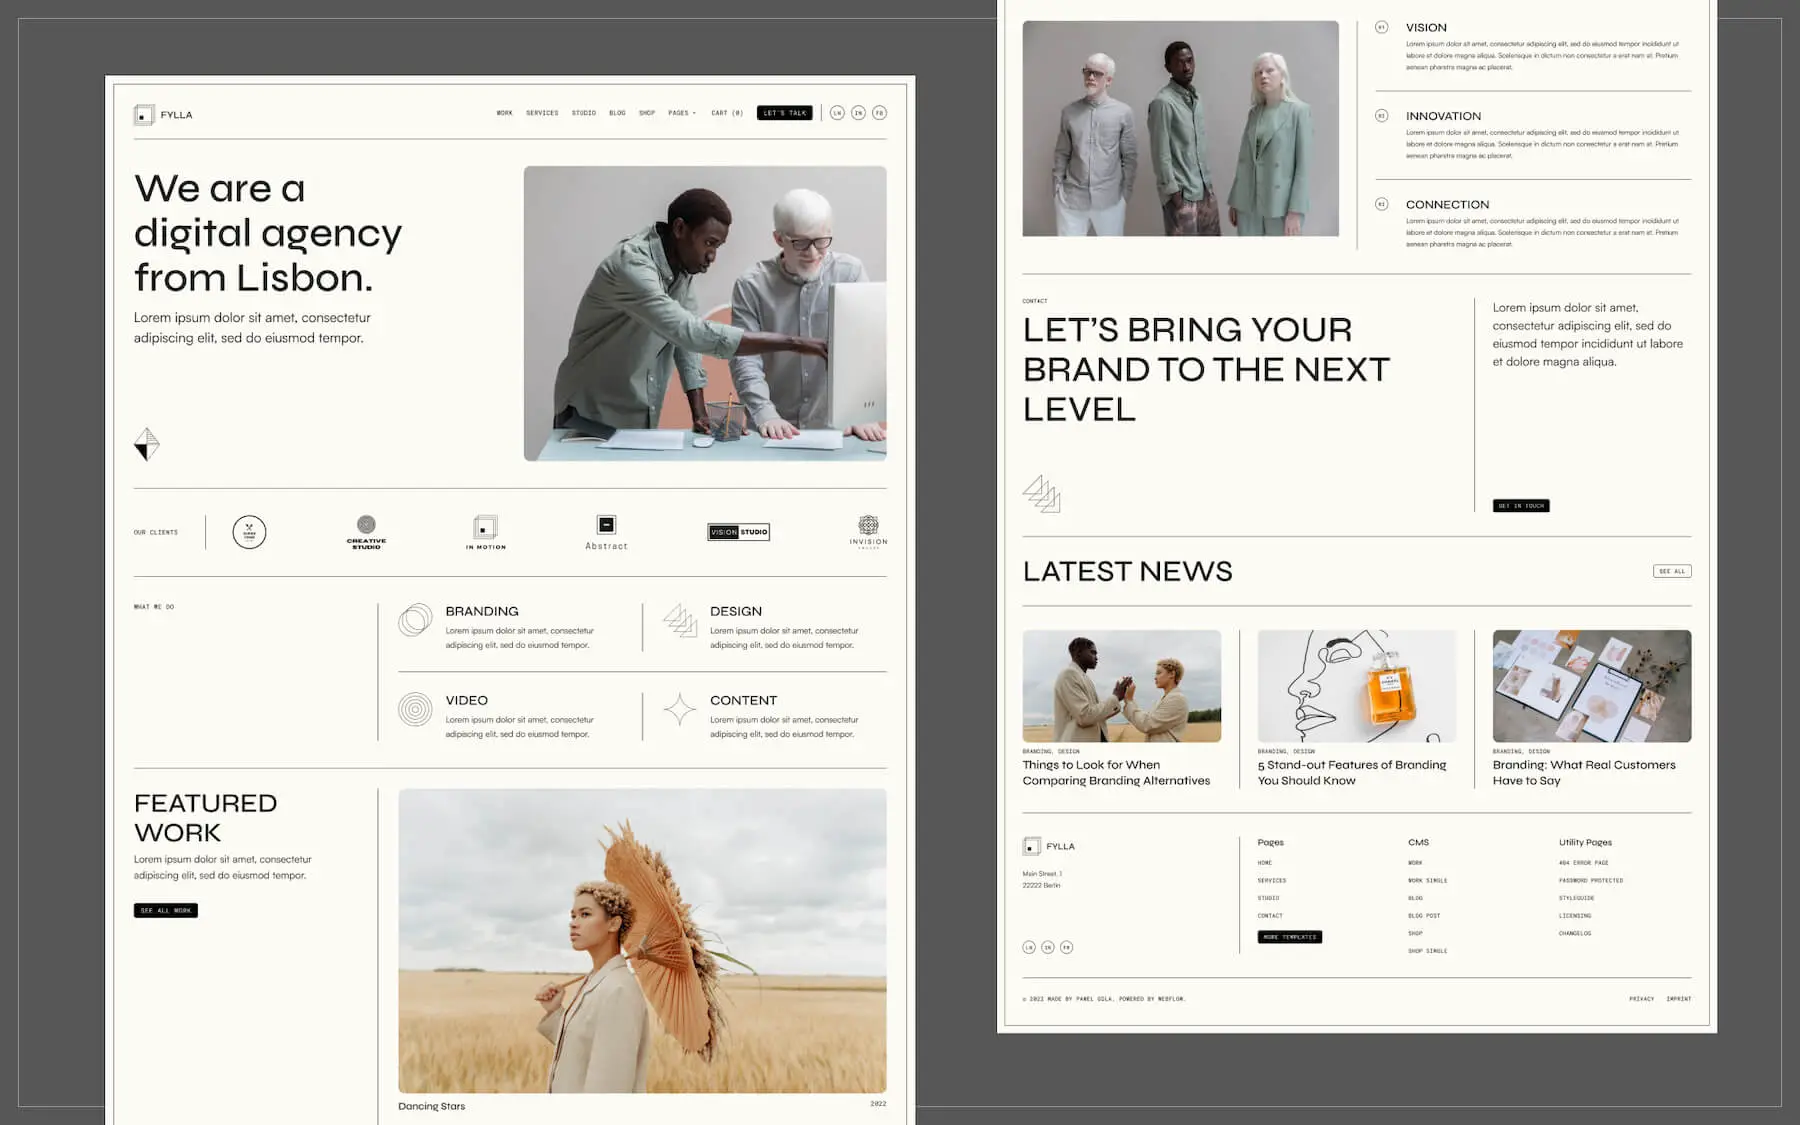 FYLLA
WORK SERVICES STUDIO BLOG SHOP PAGES CART (0) LET'S TALK LN IN FB
We are a
digital agency
from Lisbon.
Lorem ipsum dolor sit amet, consectetur
adipiscing elit, sed do eiusmod tempor.
OUR CLIENTS
CREATIVE
STUDIO
IN MOTION
Abstract
VISION STUDIO
INVISION
WHAT WE DO
BRANDING
Lorem ipsum dolor sit amet, consectetur
adipiscing elit, sed do eiusmod tempor.
DESIGN
Lorem ipsum dolor sit amet, consectetur
adipiscing elit, sed do eiusmod tempor.
VIDEO
Lorem ipsum dolor sit amet, consectetur
adipiscing elit, sed do eiusmod tempor.
CONTENT
Lorem ipsum dolor sit amet, consectetur
adipiscing elit, sed do eiusmod tempor.
FEATURED
WORK
Lorem ipsum dolor sit amet, consectetur
adipiscing elit, sed do eiusmod tempor.
SEE ALL WORK
Dancing Stars
2022
01 VISION
Lorem ipsum dolor sit amet, consectetur adipiscing elit, sed do eiusmod tempor incididunt ut
labore et dolore magna aliqua. Scelerisque in dictum non consectetur a erat nam at. Pretium
aenean pharetra magna ac placerat.
02 INNOVATION
Lorem ipsum dolor sit amet, consectetur adipiscing elit, sed do eiusmod tempor incididunt ut
labore et dolore magna aliqua. Scelerisque in dictum non consectetur a erat nam at. Pretium
aenean pharetra magna ac placerat.
03 CONNECTION
Lorem ipsum dolor sit amet, consectetur adipiscing elit, sed do eiusmod tempor incididunt ut
labore et dolore magna aliqua. Scelerisque in dictum non consectetur a erat nam at. Pretium
aenean pharetra magna ac placerat.
CONTACT
LET'S BRING YOUR
BRAND TO THE NEXT
LEVEL
Lorem ipsum dolor sit amet,
consectetur adipiscing elit, sed do
eiusmod tempor incididunt ut labore
et dolore magna aliqua.
GET IN TOUCH
LATEST NEWS
SEE ALL
BRANDING, DESIGN
Things to Look for When
Comparing Branding Alternatives
BRANDING, DESIGN
5 Stand-out Features of Branding
You Should Know
BRANDING, DESIGN
Branding: What Real Customers
Have to Say
FYLLA
Main Street, 1
22222 Berlin
LN IN FB
Pages
HOME
SERVICES
STUDIO
CONTACT
MORE TEMPLATES
CMS
WORK
WORK SINGLE
BLOG
BLOG POST
SHOP
SHOP SINGLE
Utility Pages
404 ERROR PAGE
PASSWORD PROTECTED
STYLEGUIDE
LICENSING
CHANGELOG
© 2022 MADE BY PAWEL GOLA. POWERED BY WEBFLOW.
PRIVACY IMPRINT